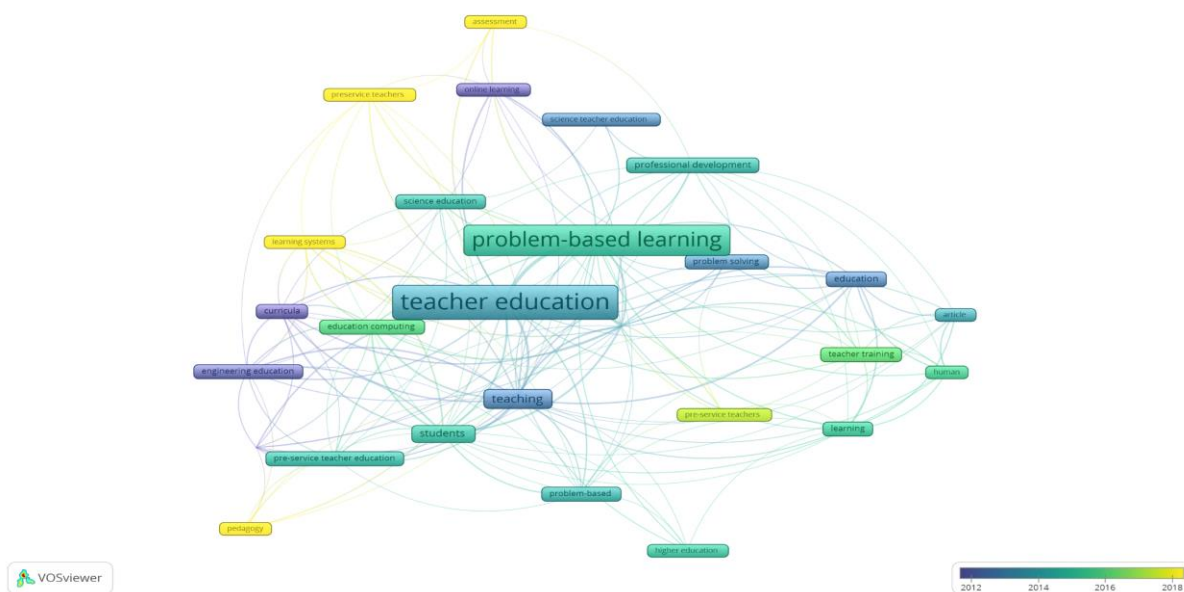 assessment
online learning
preservice teachers
science teacher education
professional development
science education
problem-based learning
learning systems
problem solving
education
teacher education
curricula
article
education computing
teacher training
engineering education
human
teaching
pre-service teachers
learning
students
pre-service teacher education
problem-based
pedagogy
higher education
VOSviewer
2012 2014 2016 2018